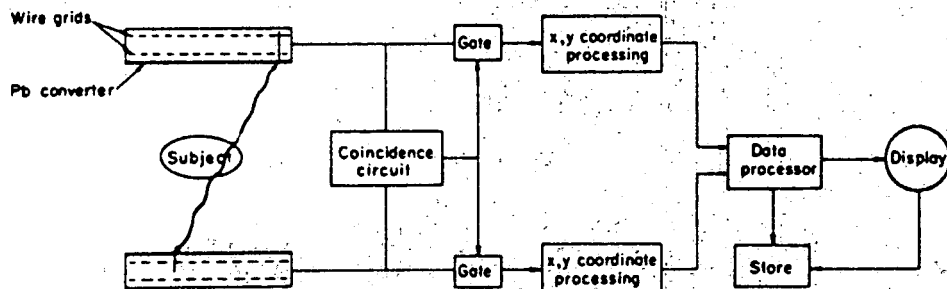 Wire grids
Pb converter
Subject
Coincidence
circuit
Gate
x,y coordinate
processing
Data
processor
Display
Store
Gate
x,y coordinate
processing